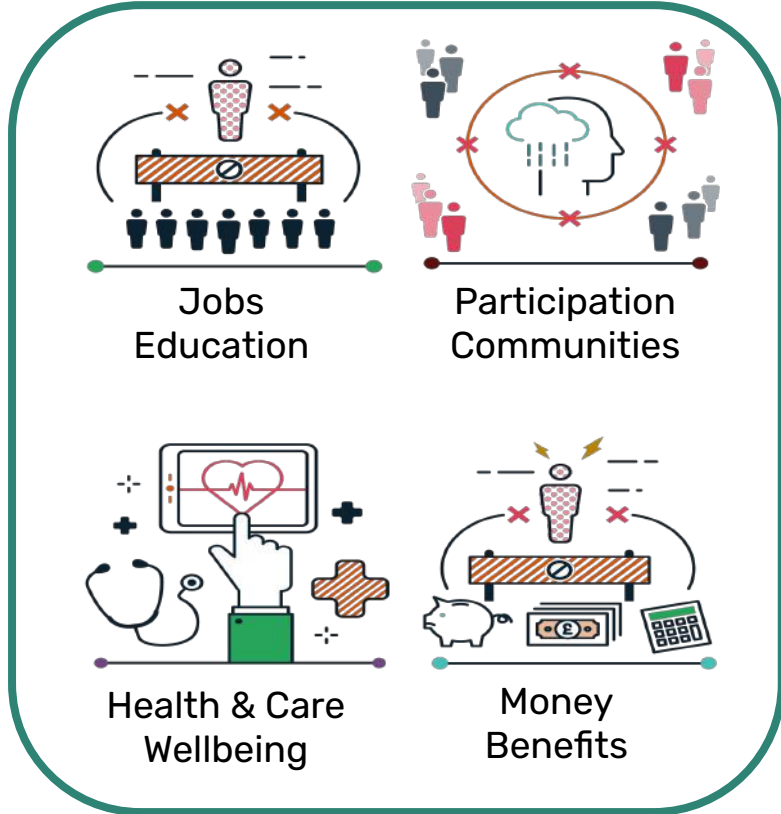 Jobs
Education
Participation
Communities
£
Health & Care
Wellbeing
Money
Benefits